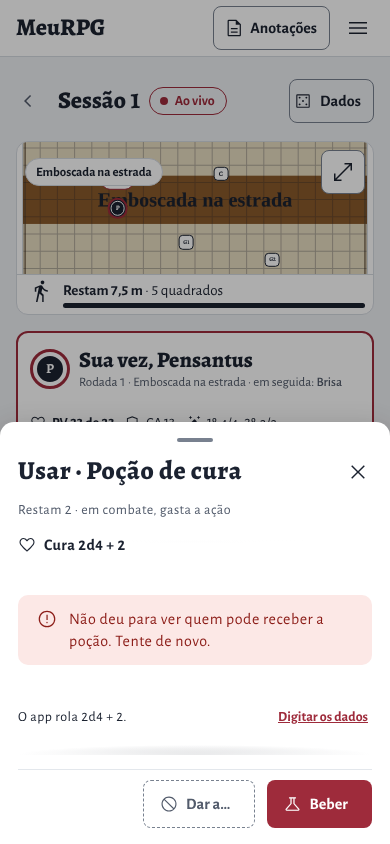 MeuRPG
Anotações
Sessão 1
Ao vivo
Dados
Emboscada na estrada
Emboscada na estrada
C
P
G1
G2
Restam 7,5 m · 5 quadrados
P
Sua vez, Pensantus
Rodada 1 · Emboscada na estrada · em seguida: Brisa
Usar · Poção de cura
Restam 2 · em combate, gasta a ação
Cura 2d4 + 2
Não deu para ver quem pode receber a
poção. Tente de novo.
O app rola 2d4 + 2.
Digitar os dados
Dar a...
Beber